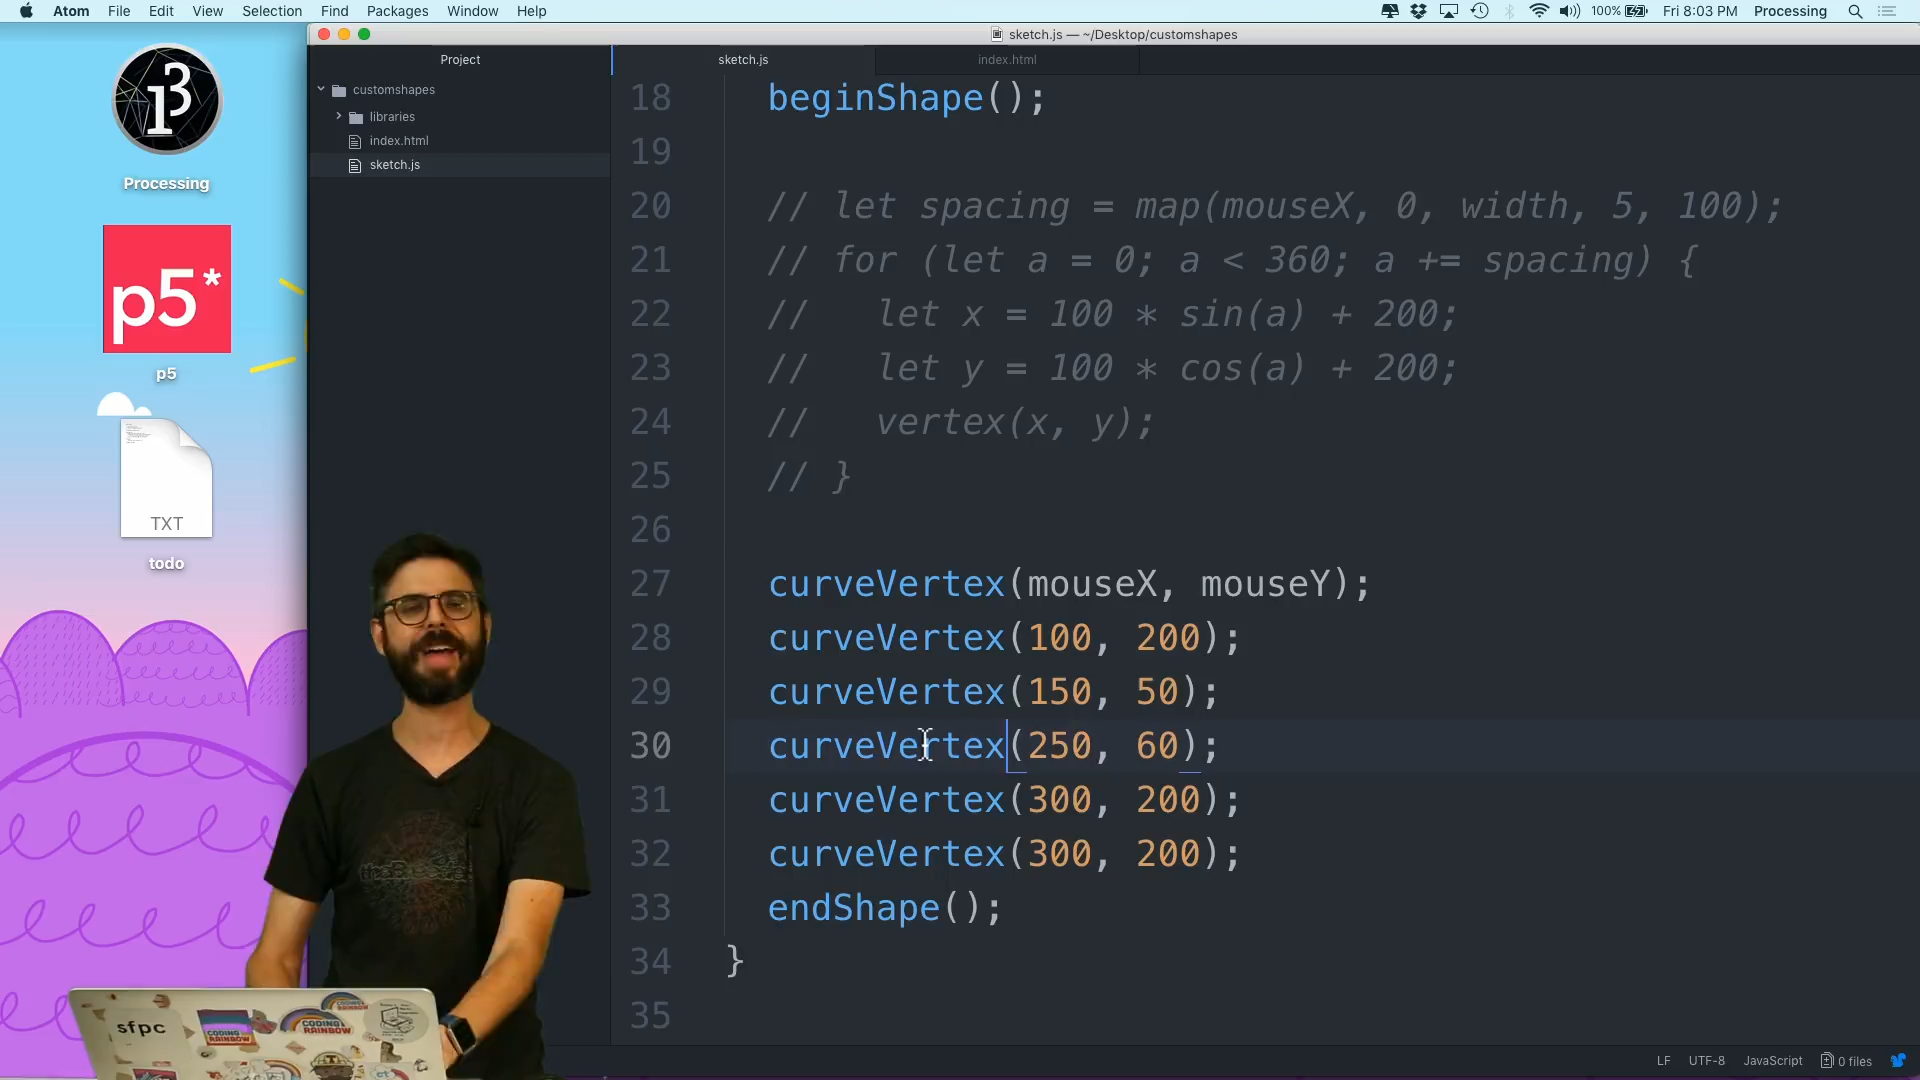 Atom File Edit View Selection Find Packages Window Help 100% Fri 8:03 PM Processing
sketch.js — ~/Desktop/customshapes
Project sketch.js index.html
customshapes
libraries
index.html
sketch.js
Processing
p5*
p5
TXT
todo
18 beginShape();
19
20 // let spacing = map(mouseX, 0, width, 5, 100);
21 // for (let a = 0; a < 360; a += spacing) {
22 //   let x = 100 * sin(a) + 200;
23 //   let y = 100 * cos(a) + 200;
24 //   vertex(x, y);
25 // }
26
27 curveVertex(mouseX, mouseY);
28 curveVertex(100, 200);
29 curveVertex(150, 50);
30 curveVertex(250, 60);
31 curveVertex(300, 200);
32 curveVertex(300, 200);
33 endShape();
34 }
35
sfpc
CODING
RAINBOW
CODING
RAINBOW
LF UTF-8 JavaScript 0 files